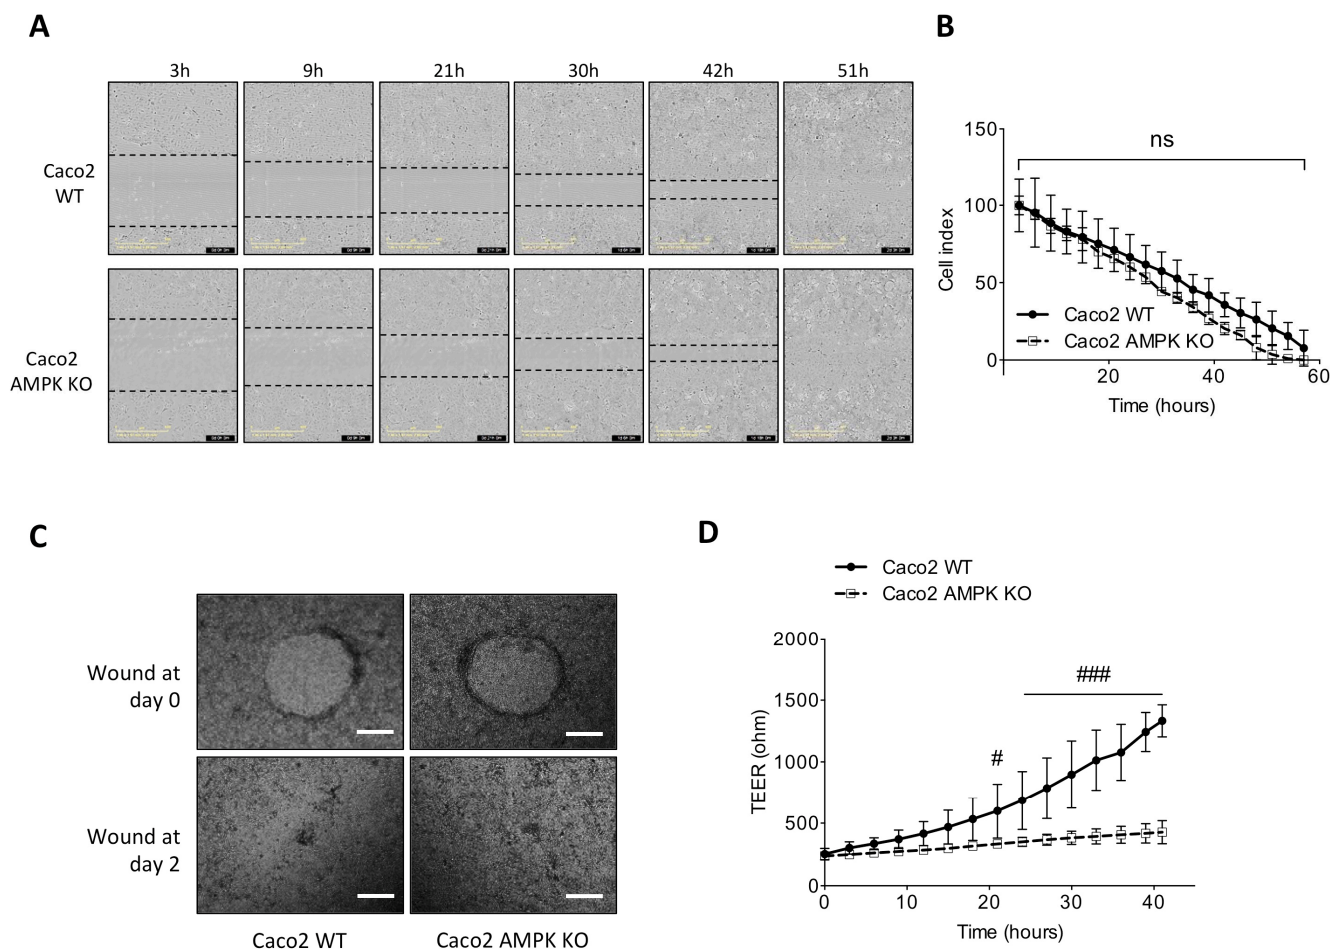 A
3h 9h 21h 30h 42h 51h
Caco2
WT
Caco2
AMPK KO
B
150
100
50
0
Cell index
ns
Caco2 WT
Caco2 AMPK KO
20 40 60
Time (hours)
C
Wound at
day 0
Wound at
day 2
Caco2 WT Caco2 AMPK KO
D
Caco2 WT
Caco2 AMPK KO
2000
1500
1000
500
0
TEER (ohm)
#
###
0 10 20 30 40
Time (hours)